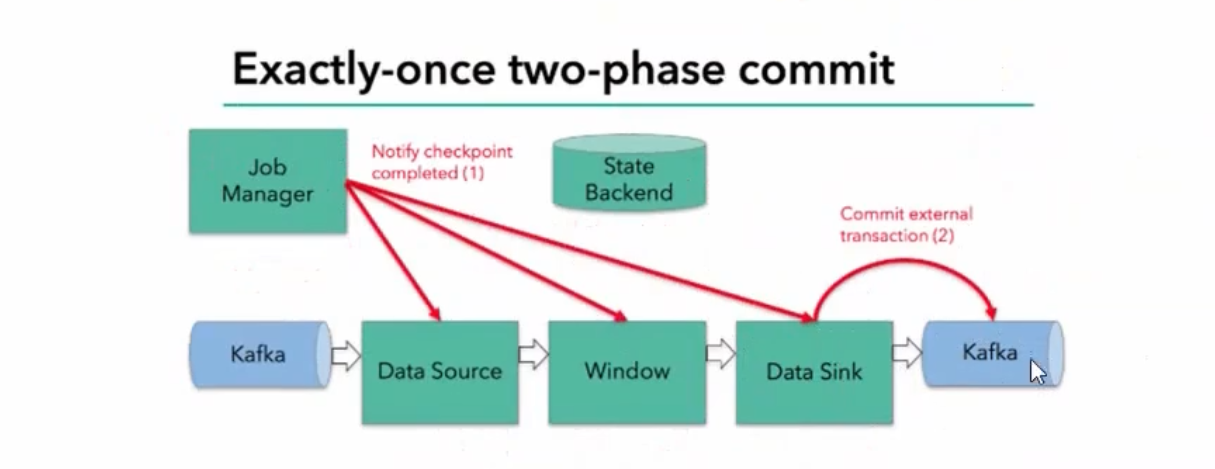 Exactly-once two-phase commit
Job
Manager
Notify checkpoint
completed (1)
State
Backend
Commit external
transaction (2)
Kafka
Data Source
Window
Data Sink
Kafka